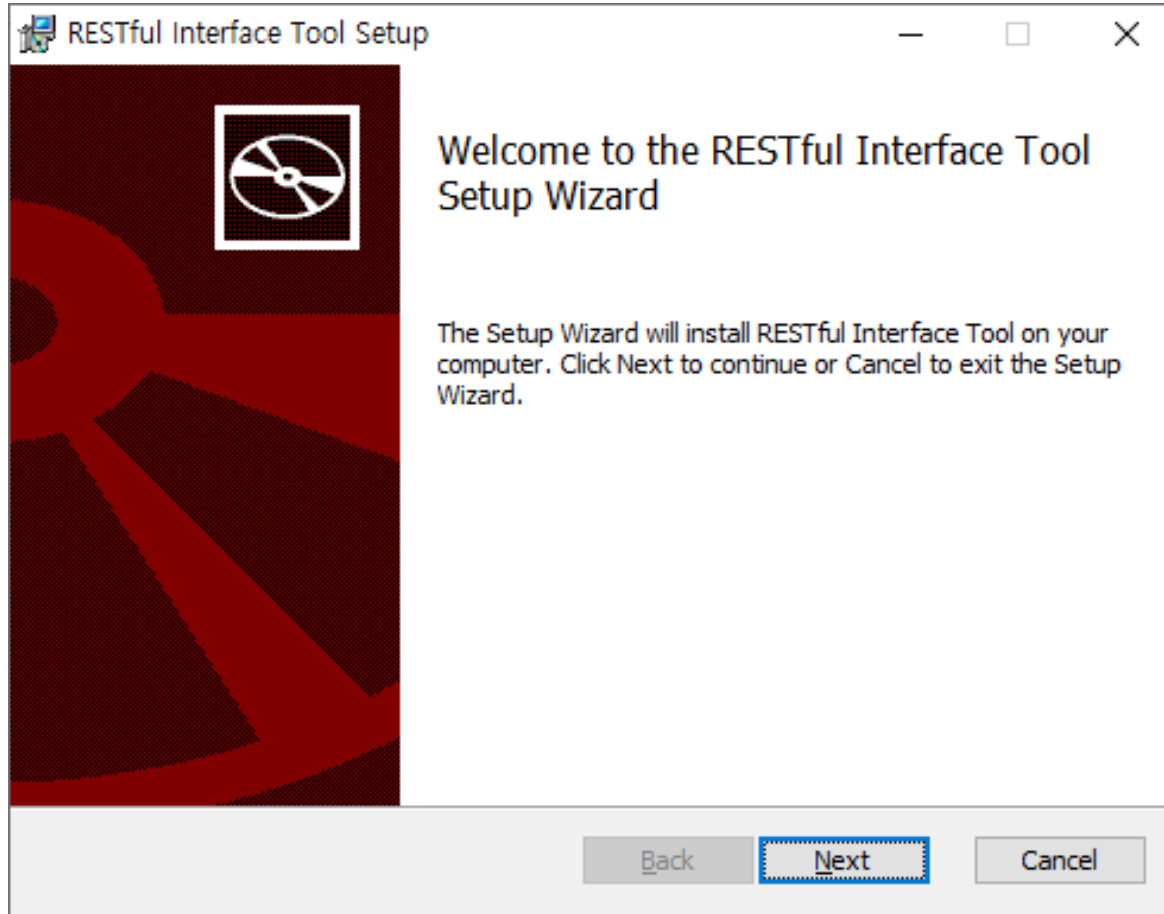 RESTful Interface Tool Setup
Welcome to the RESTful Interface Tool
Setup Wizard
The Setup Wizard will install RESTful Interface Tool on your
computer. Click Next to continue or Cancel to exit the Setup
Wizard.
Back
Next
Cancel